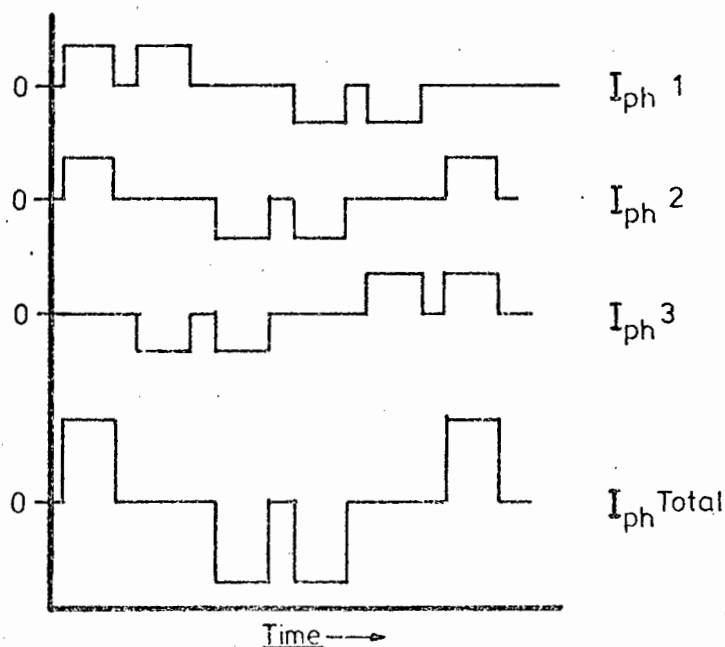 0 I_ph 1
0 I_ph 2
0 I_ph 3
0 I_ph Total
Time →